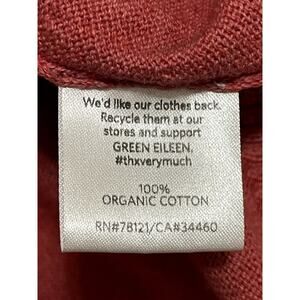 We'd like our clothes back.
Recycle them at our
stores and support
GREEN EILEEN.
#thxverymuch
100%
ORGANIC COTTON
RN#78121/CA#34460